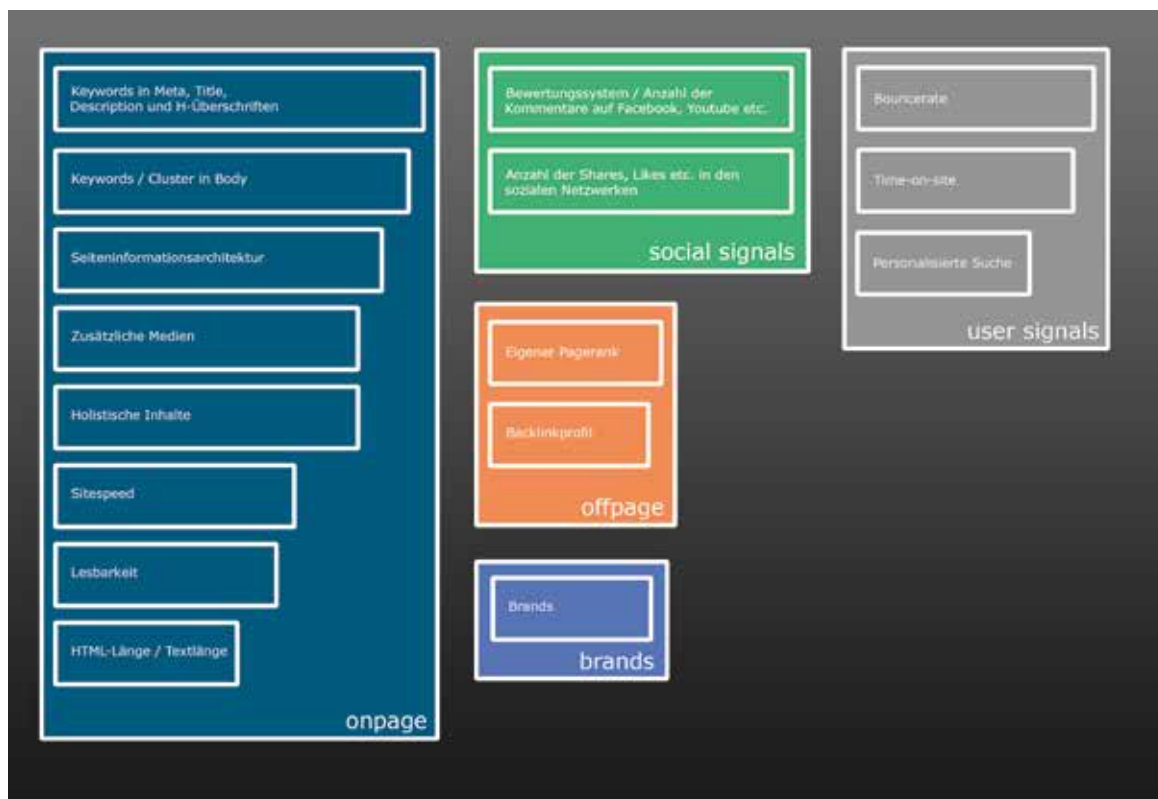 Keywords in Meta, Title,
Description und H-Überschriften
Keywords / Cluster in Body
Seiteninformationsarchitektur
Zusätzliche Medien
Holistische Inhalte
Sitespeed
Lesbarkeit
HTML-Länge / Textlänge
onpage
Bewertungssystem / Anzahl der
Kommentare auf Facebook, Youtube etc.
Anzahl der Shares, Likes etc. in den
sozialen Netzwerken
social signals
Eigener Pagerank
Backlinkprofil
offpage
Brands
brands
Bouncerate
Time-on-site
Personalisierte Suche
user signals